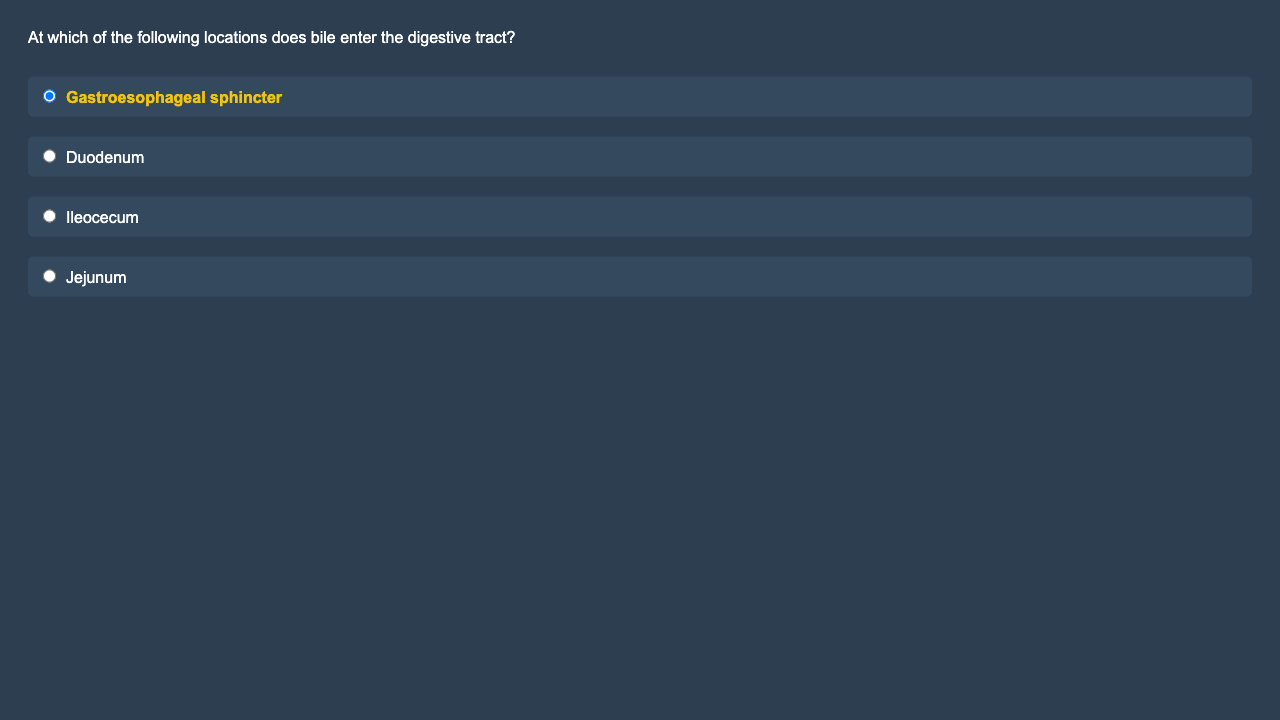 At which of the following locations does bile enter the digestive tract?
Gastroesophageal sphincter
Duodenum
Ileocecum
Jejunum